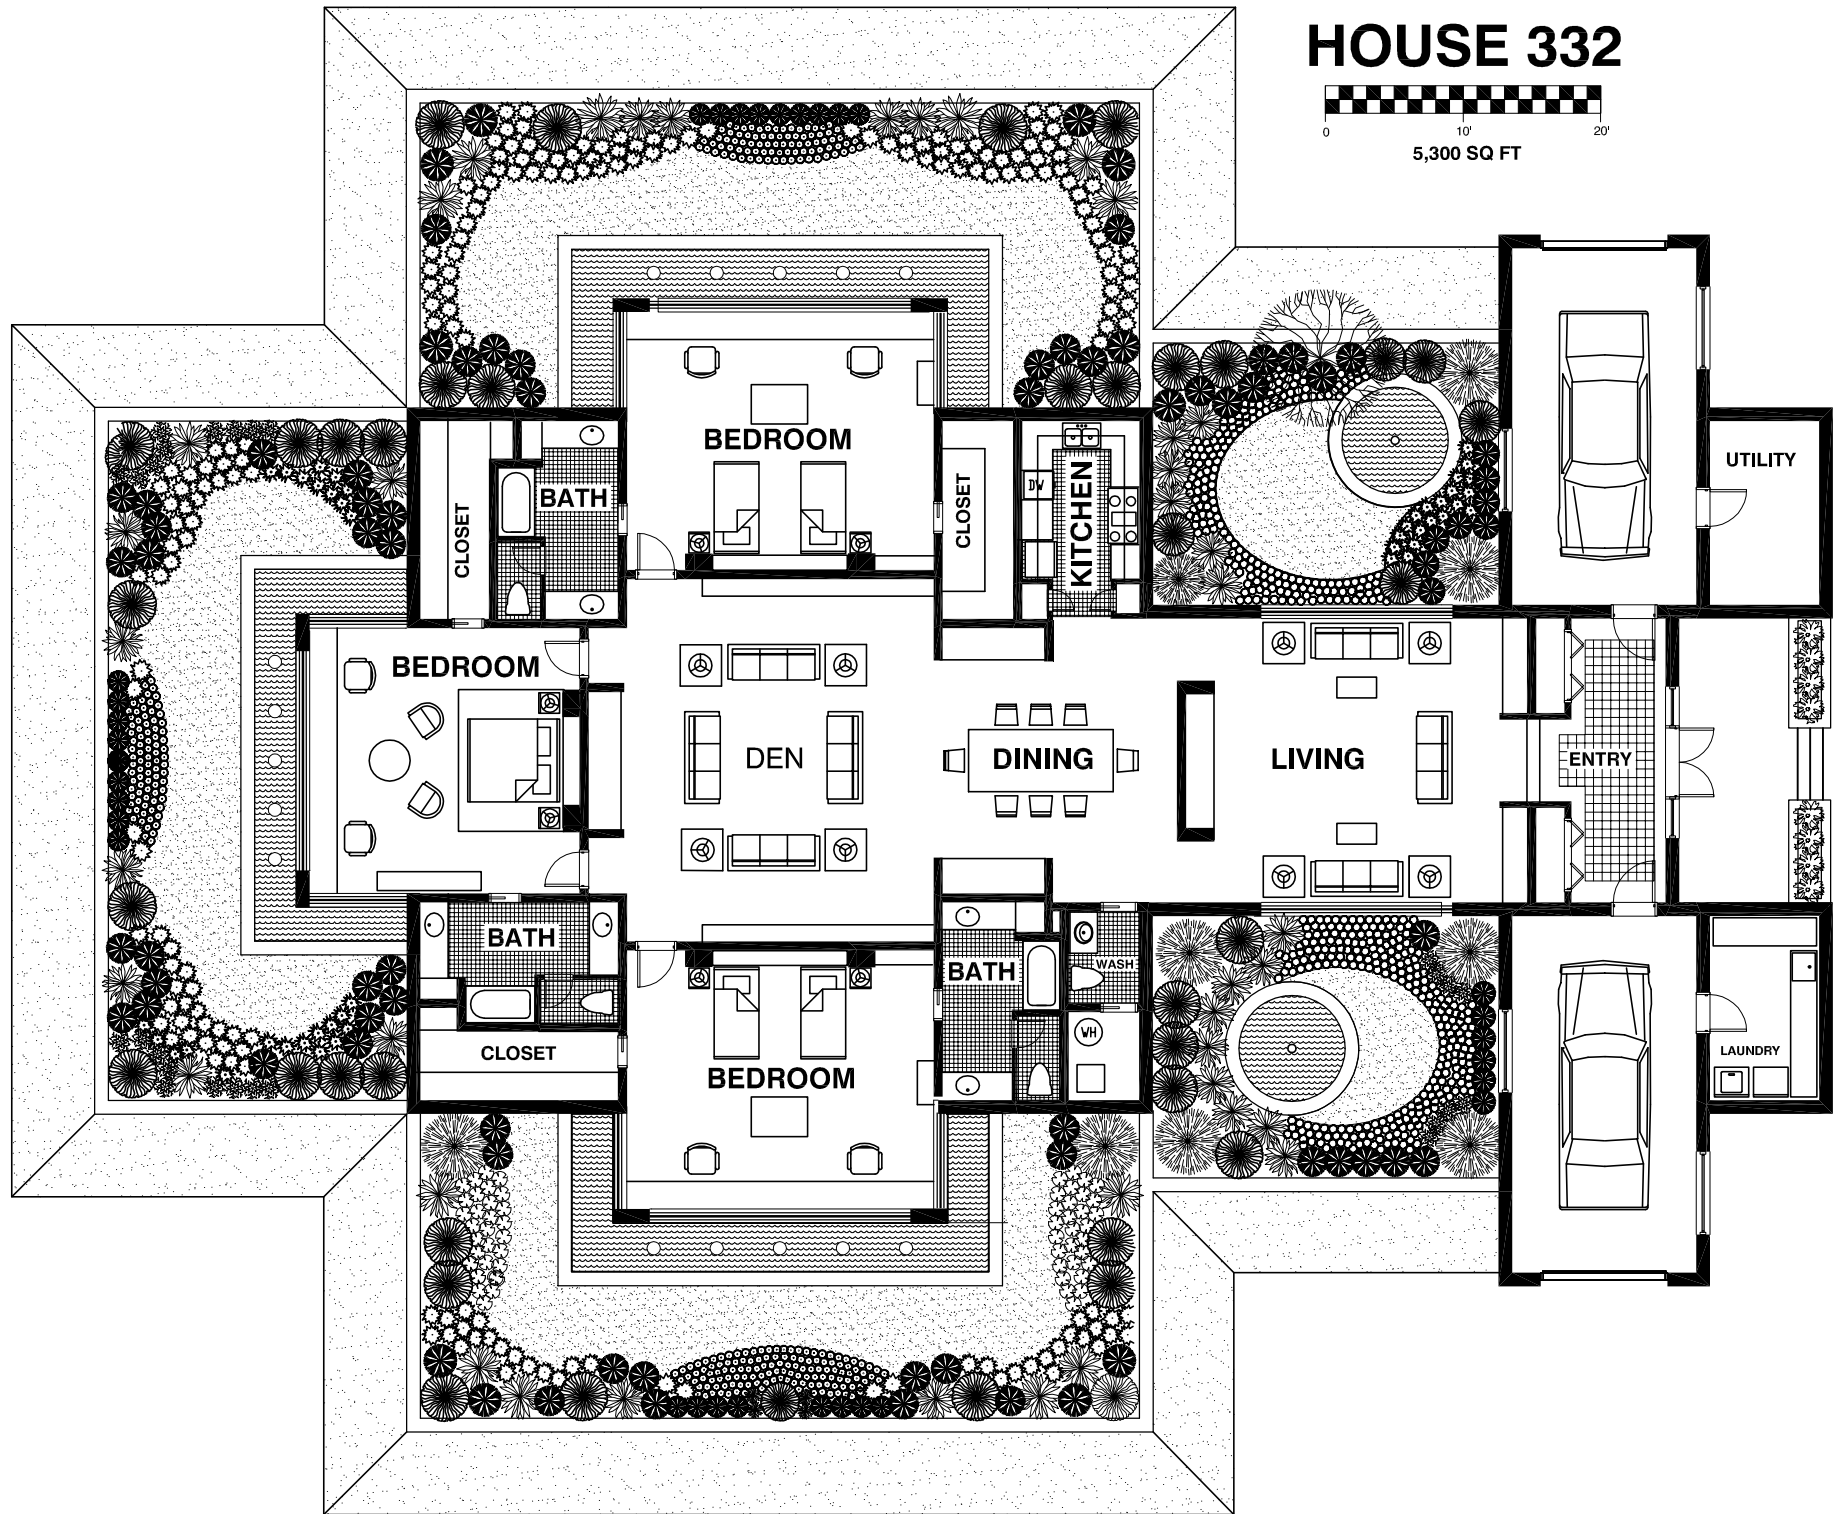 HOUSE 332
0 10' 20'
5,300 SQ FT
BEDROOM
UTILITY
BATH
DW
KITCHEN
CLOSET
CLOSET
BEDROOM
DEN
DINING
LIVING
ENTRY
BATH
BATH
WASH
WH
CLOSET
LAUNDRY
BEDROOM